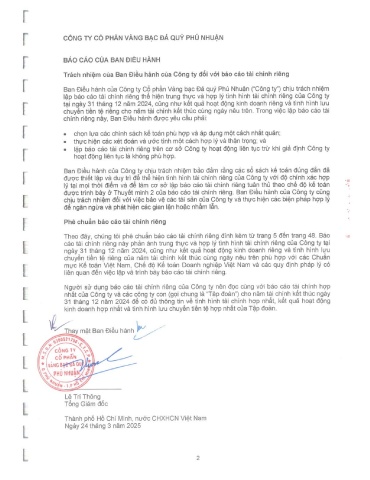 CÔNG TY CỔ PHẦN VÀNG BẠC ĐÁ QUÝ PHÚ NHUẬN
BÁO CÁO CỦA BAN ĐIỀU HÀNH
Trách nhiệm của Ban Điều hành của Công ty đối với báo cáo tài chính riêng
Ban Điều hành của Công ty Cổ phần Vàng bạc Đá quý Phú Nhuận ("Công ty") chịu trách nhiệm
lập báo cáo tài chính riêng thể hiện trung thực và hợp lý tình hình tài chính riêng của Công ty
tại ngày 31 tháng 12 năm 2024, cũng như kết quả hoạt động kinh doanh riêng và tình hình lưu
chuyển tiền tệ riêng cho năm tài chính kết thúc cùng ngày nêu trên. Trong việc lập báo cáo tài
chính riêng này, Ban Điều hành được yêu cầu phải:
• chọn lựa các chính sách kế toán phù hợp và áp dụng một cách nhất quán;
• thực hiện các xét đoán và ước tính một cách hợp lý và thận trọng; và
• lập báo cáo tài chính riêng trên cơ sở Công ty hoạt động liên tục trừ khi giả định Công ty
hoạt động liên tục là không phù hợp.
Ban Điều hành của Công ty chịu trách nhiệm bảo đảm rằng các sổ sách kế toán đúng đắn đã
được thiết lập và duy trì để thể hiện tình hình tài chính riêng của Công ty với độ chính xác hợp
lý tại mọi thời điểm và để làm cơ sở lập báo cáo tài chính riêng tuân thủ theo chế độ kế toán
được trình bày ở Thuyết minh 2 của báo cáo tài chính riêng. Ban Điều hành của Công ty cũng
chịu trách nhiệm đối với việc bảo vệ các tài sản của Công ty và thực hiện các biện pháp hợp lý
để ngăn ngừa và phát hiện các gian lận hoặc nhầm lẫn.
Phê chuẩn báo cáo tài chính riêng
Theo đây, chúng tôi phê chuẩn báo cáo tài chính riêng đính kèm từ trang 5 đến trang 48. Báo
cáo tài chính riêng này phản ánh trung thực và hợp lý tình hình tài chính riêng của Công ty tại
ngày 31 tháng 12 năm 2024, cũng như kết quả hoạt động kinh doanh riêng và tình hình lưu
chuyển tiền tệ riêng của năm tài chính kết thúc cùng ngày nêu trên phù hợp với các Chuẩn
mực Kế toán Việt Nam, Chế độ Kế toán Doanh nghiệp Việt Nam và các quy định pháp lý có
liên quan đến việc lập và trình bày báo cáo tài chính riêng.
Người sử dụng báo cáo tài chính riêng của Công ty nên đọc cùng với báo cáo tài chính hợp
nhất của Công ty và các công ty con (gọi chung là "Tập đoàn") cho năm tài chính kết thúc ngày
31 tháng 12 năm 2024 để có đủ thông tin về tình hình tài chính hợp nhất, kết quả hoạt động
kinh doanh hợp nhất và tình hình lưu chuyển tiền tệ hợp nhất của Tập đoàn.
Thay mặt Ban Điều hành
CÔNG TY
CỔ PHẦN
VÀNG BẠC ĐÁ QUÝ
PHÚ NHUẬN
Lê Trí Thông
Tổng Giám đốc
Thành phố Hồ Chí Minh, nước CHXHCN Việt Nam
Ngày 24 tháng 3 năm 2025
2